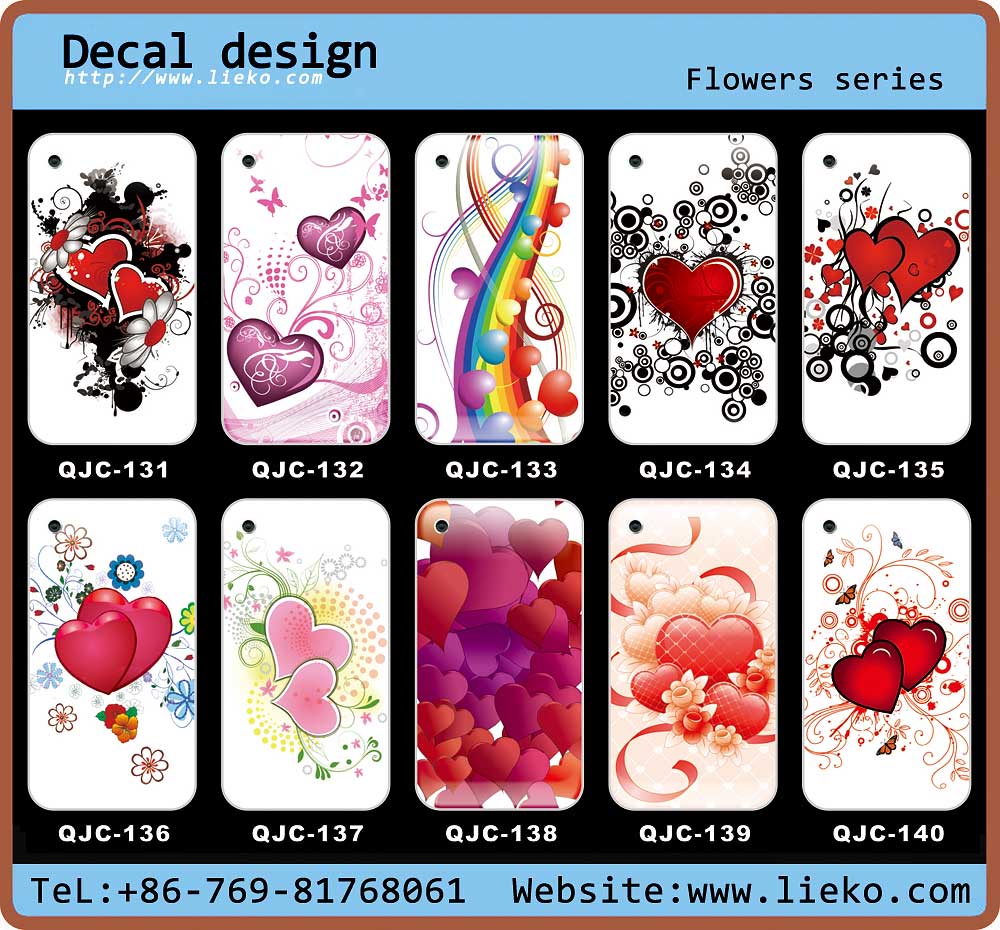 Decal design
http://www.lieko.com
Flowers series
QJC-131 QJC-132 QJC-133 QJC-134 QJC-135
QJC-136 QJC-137 QJC-138 QJC-139 QJC-140
TeL:+86-769-81768061 Website:www.lieko.com